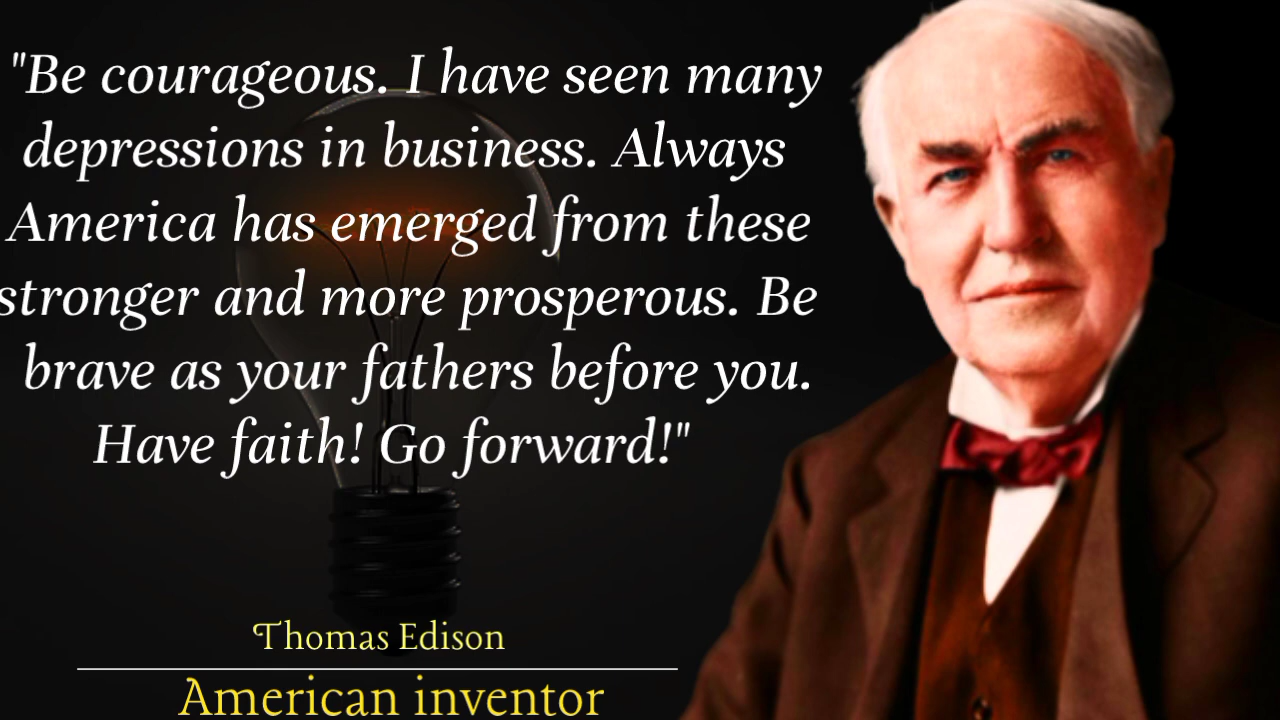 "Be courageous. I have seen many
depressions in business. Always
America has emerged from these
stronger and more prosperous. Be
brave as your fathers before you.
Have faith! Go forward!"
Thomas Edison
American inventor